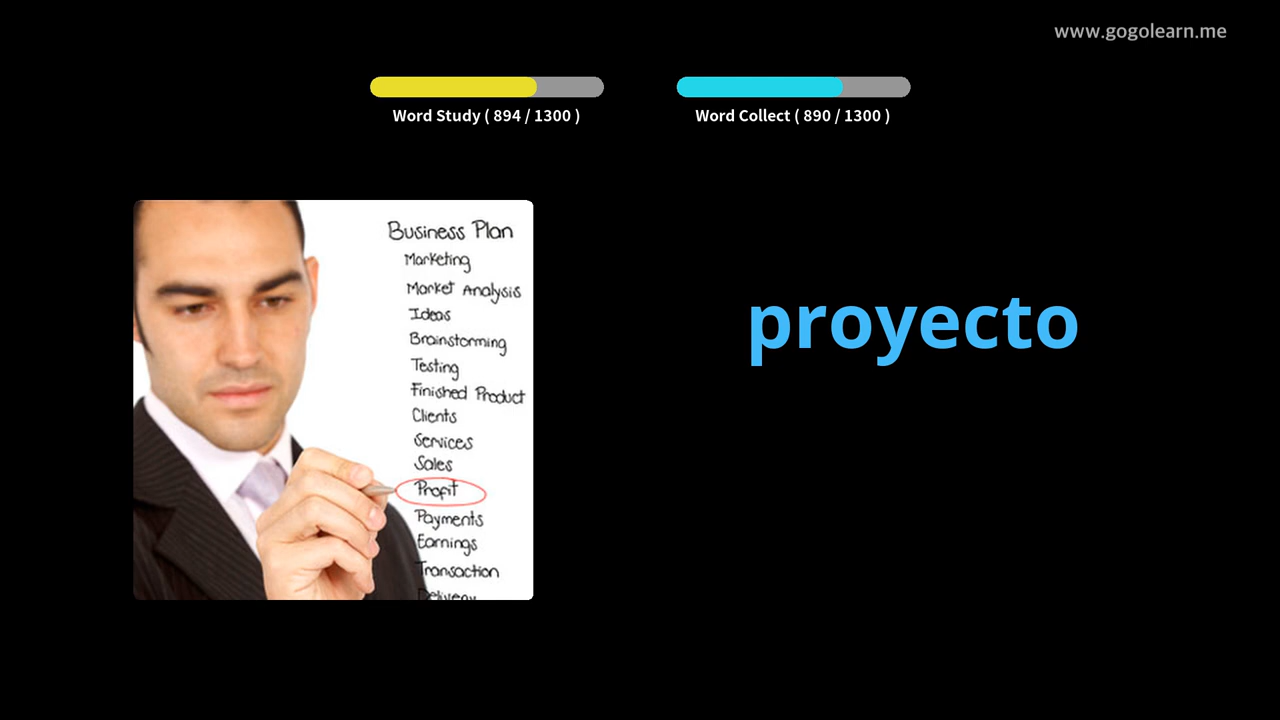 www.gogolearn.me
Word Study ( 894 / 1300 )
Word Collect ( 890 / 1300 )
Business Plan
Marketing
Market Analysis
Ideas
Brainstorming
Testing
Finished Product
Clients
Services
Sales
Profit
Payments
Earnings
Transaction
Delivery
proyecto